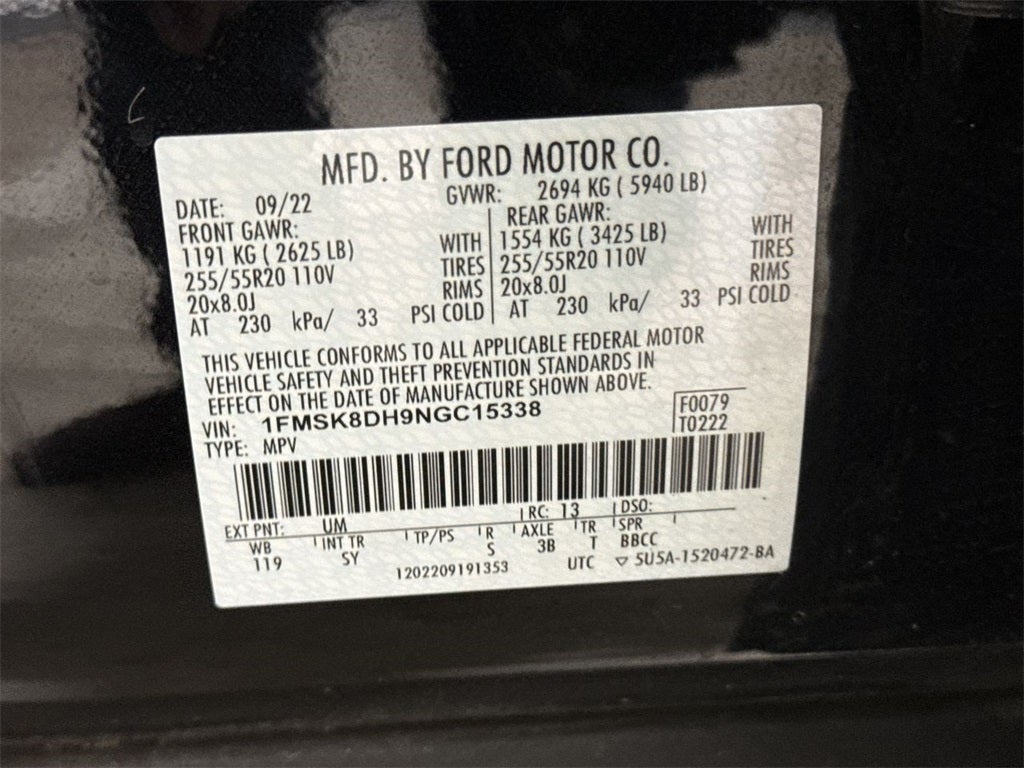 MFD. BY FORD MOTOR CO.
DATE: 09/22 GVWR: 2694 KG ( 5940 LB)
FRONT GAWR: REAR GAWR:
1191 KG ( 2625 LB) WITH 1554 KG ( 3425 LB) WITH
255/55R20 110V TIRES 255/55R20 110V TIRES
20x8.0J RIMS 20x8.0J RIMS
AT 230 kPa/ 33 PSI COLD AT 230 kPa/ 33 PSI COLD
THIS VEHICLE CONFORMS TO ALL APPLICABLE FEDERAL MOTOR
VEHICLE SAFETY AND THEFT PREVENTION STANDARDS IN
EFFECT ON THE DATE OF MANUFACTURE SHOWN ABOVE.
VIN: 1FMSK8DH9NGC15338 F0079
TYPE: MPV T0222
EXT PNT: UM RC: 13 DSO:
WB INT TR TP/PS R AXLE TR SPR
119 SY S 3B T BBCC
1202209191353 UTC ▽ 5U5A-1520472-BA